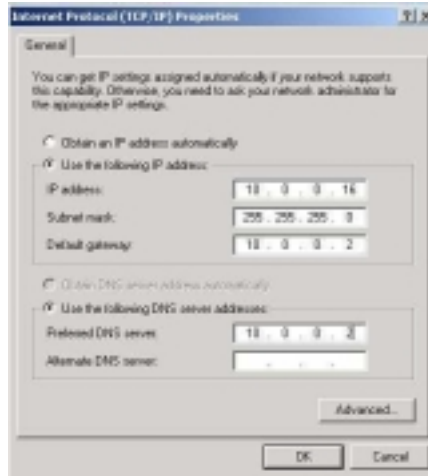 Internet Protocol (TCP/IP) Properties
General
You can get IP settings assigned automatically if your network supports
this capability. Otherwise, you need to ask your network administrator for
the appropriate IP settings.
Obtain an IP address automatically
Use the following IP address:
IP address: 10 . 0 . 0 . 16
Subnet mask: 255 . 255 . 255 . 0
Default gateway: 10 . 0 . 0 . 2
Obtain DNS server address automatically
Use the following DNS server addresses:
Preferred DNS server: 10 . 0 . 0 . 2
Alternate DNS server: . . .
Advanced...
OK Cancel